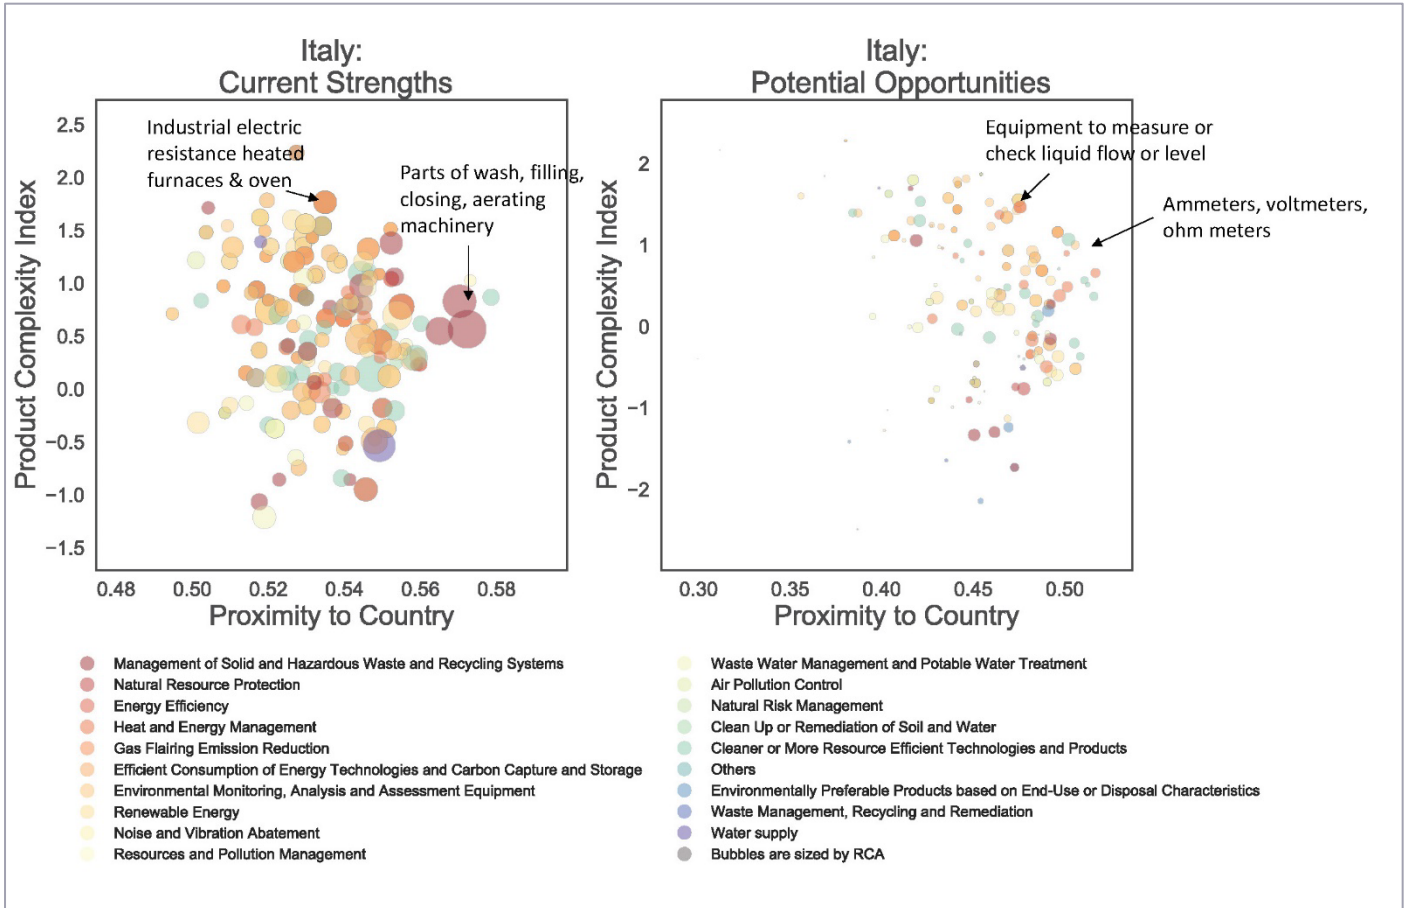 Italy:
Current Strengths
Industrial electric
resistance heated
furnaces & oven
Parts of wash, filling,
closing, aerating
machinery
Product Complexity Index
2.5
2.0
1.5
1.0
0.5
0.0
−0.5
−1.0
−1.5
0.48 0.50 0.52 0.54 0.56 0.58
Proximity to Country
Italy:
Potential Opportunities
Equipment to measure or
check liquid flow or level
Ammeters, voltmeters,
ohm meters
Product Complexity Index
2
1
0
−1
−2
0.30 0.35 0.40 0.45 0.50
Proximity to Country
Management of Solid and Hazardous Waste and Recycling Systems
Natural Resource Protection
Energy Efficiency
Heat and Energy Management
Gas Flairing Emission Reduction
Efficient Consumption of Energy Technologies and Carbon Capture and Storage
Environmental Monitoring, Analysis and Assessment Equipment
Renewable Energy
Noise and Vibration Abatement
Resources and Pollution Management
Waste Water Management and Potable Water Treatment
Air Pollution Control
Natural Risk Management
Clean Up or Remediation of Soil and Water
Cleaner or More Resource Efficient Technologies and Products
Others
Environmentally Preferable Products based on End-Use or Disposal Characteristics
Waste Management, Recycling and Remediation
Water supply
Bubbles are sized by RCA